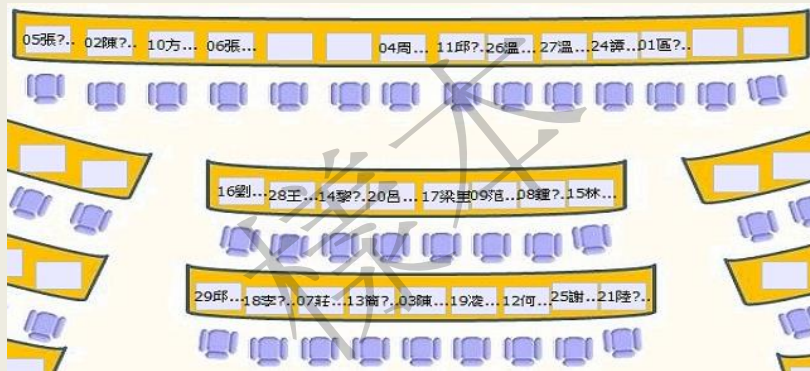 05張?.. 02陳?.. 10方... 06張... 04周... 11邱?.. 26溫... 27溫... 24譚... 01區?..
16劉... 28王... 14黎?.. 20呂... 17梁里 09范... 08鍾?.. 15林...
29邱... 18李?.. 07莊... 13簡?.. 03陳... 19凌... 12何... 25謝... 21陸?..
樣本